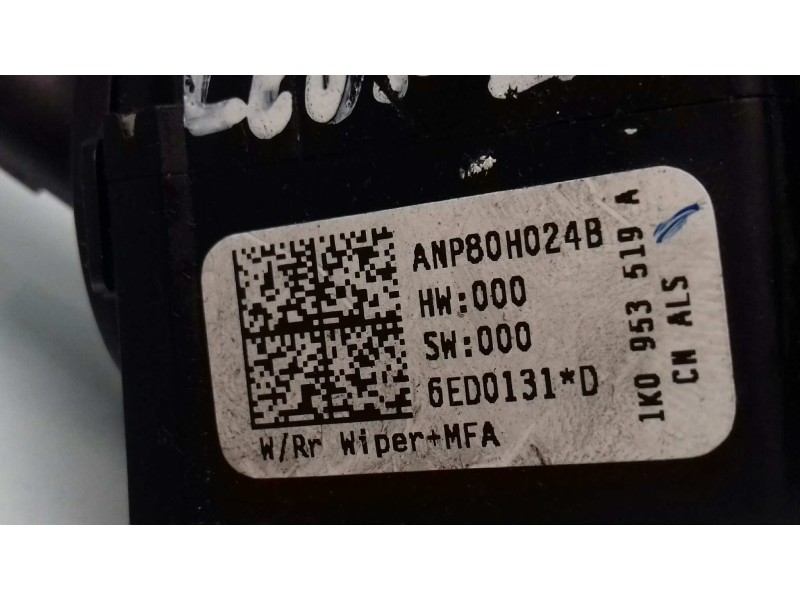 ANP80H024B
HW:000
SW:000
6ED0131*D
W/Rr Wiper+MFA
1K0 953 519 A
CN ALS